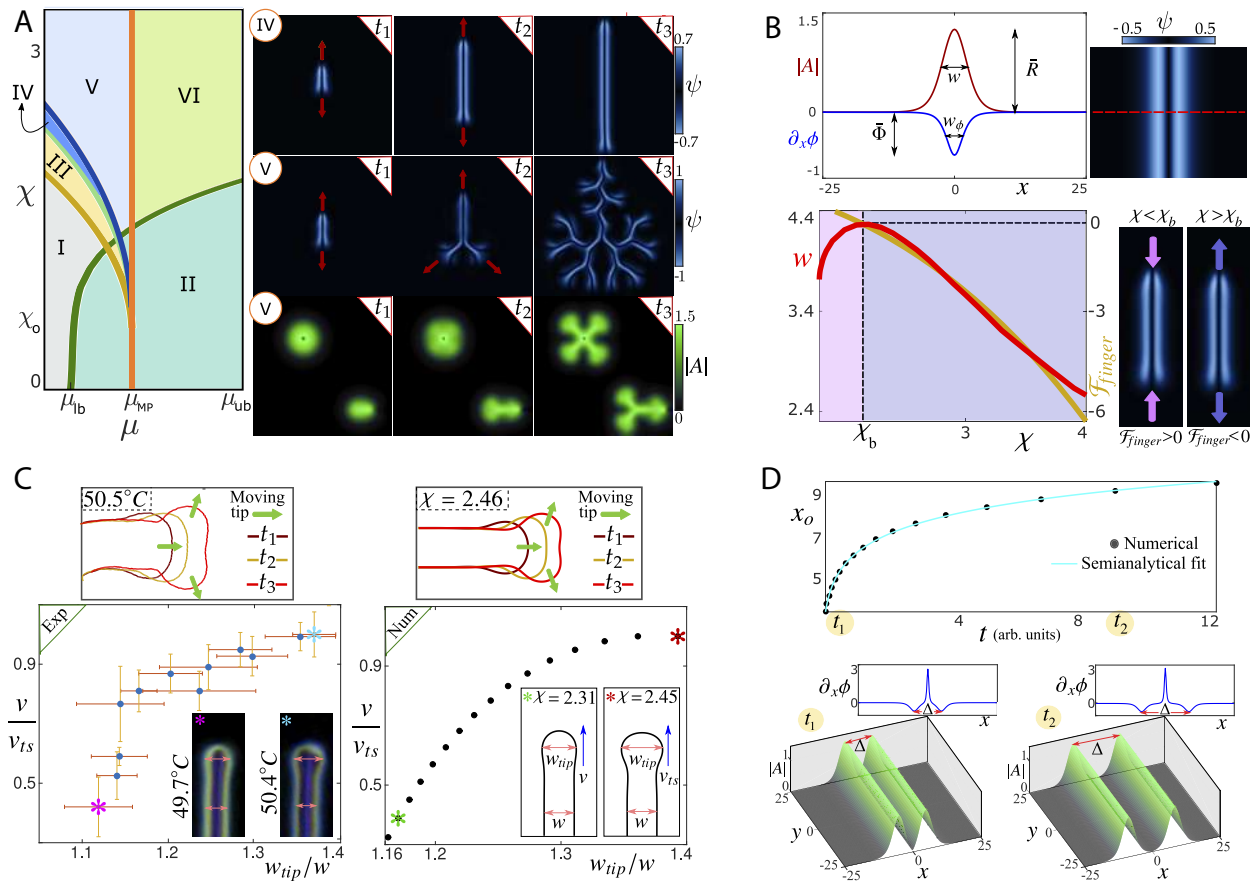 A
3
IV
V
VI
III
χ
I
II
χo
0
μlb
μMP
μub
μ
IV
t1
t2
t3
0.7
ψ
-0.7
V
t1
t2
t3
1
ψ
-1
V
t1
t2
t3
1.5
|A|
0
B
1.5
|A|
w
R̄
0
∂xϕ
Φ̄
wϕ
-1
-25
0
x
25
-0.5
ψ
0.5
4.4
w
3.4
2.4
χb
3
χ
4
0
-3
-6
Ffinger
χ<χb
χ>χb
Ffinger>0
Ffinger<0
C
50.5°C
Moving
tip
t1
t2
t3
χ = 2.46
Moving
tip
t1
t2
t3
Exp
v
vts
0.9
0.5
49.7°C
*
50.4°C
*
1.1
1.2
1.3
1.4
wtip/w
Num
v
vts
0.9
0.5
*χ=2.31
wtip
v
w
*χ=2.45
wtip
vts
w
1.16
1.2
1.3
1.4
wtip/w
D
9
xo
7
5
Numerical
Semianalytical fit
t1
4
t (arb. units)
8
t2
12
3
∂xϕ
0
Δ
x
t1
Δ
1
|A|
0
25
y
0
-25
-25
0
x
25
3
∂xϕ
0
Δ
x
t2
Δ
1
|A|
0
25
y
0
-25
-25
0
x
25